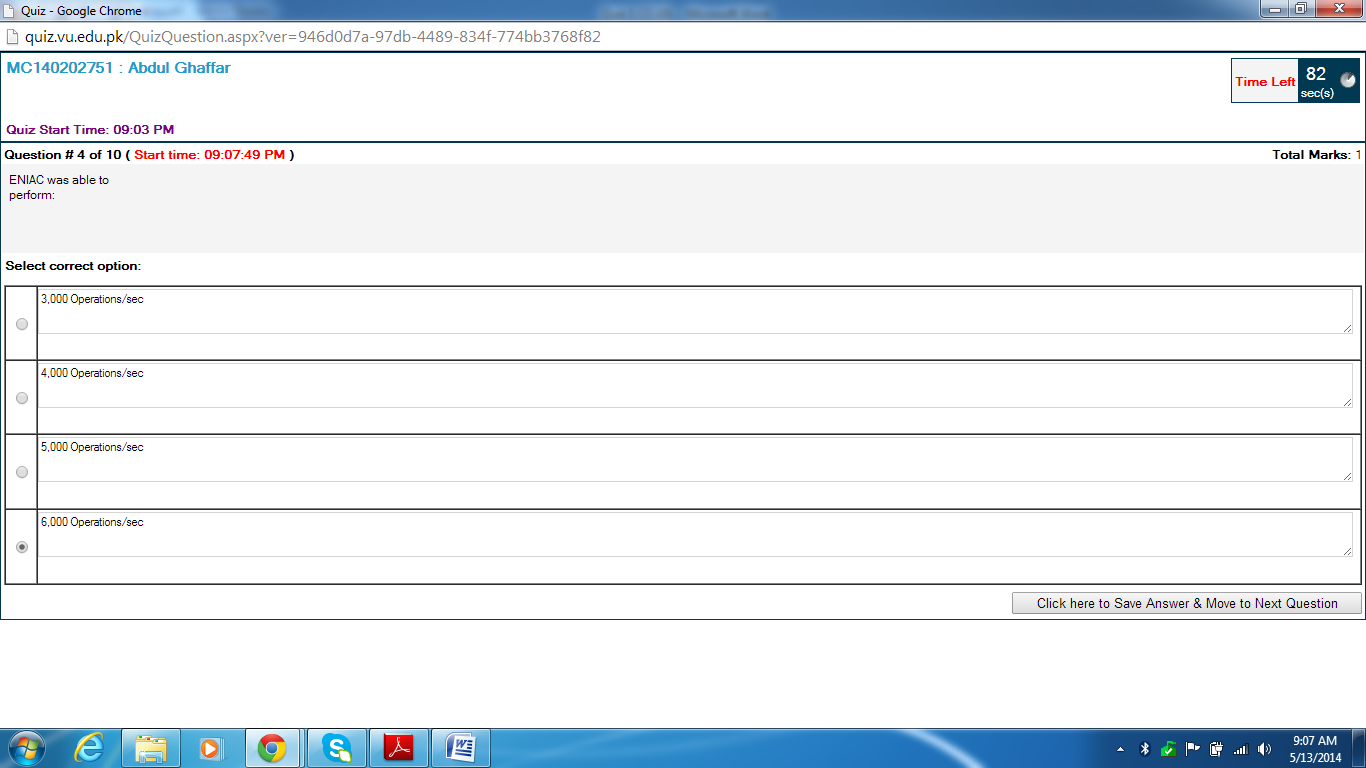 Quiz - Google Chrome
quiz.vu.edu.pk/QuizQuestion.aspx?ver=946d0d7a-97db-4489-834f-774bb3768f82
MC140202751 : Abdul Ghaffar
Time Left 82
sec(s)
Quiz Start Time: 09:03 PM
Question # 4 of 10 ( Start time: 09:07:49 PM ) Total Marks: 1
ENIAC was able to
perform:
Select correct option:
3,000 Operations/sec
4,000 Operations/sec
5,000 Operations/sec
6,000 Operations/sec
Click here to Save Answer & Move to Next Question
9:07 AM
5/13/2014